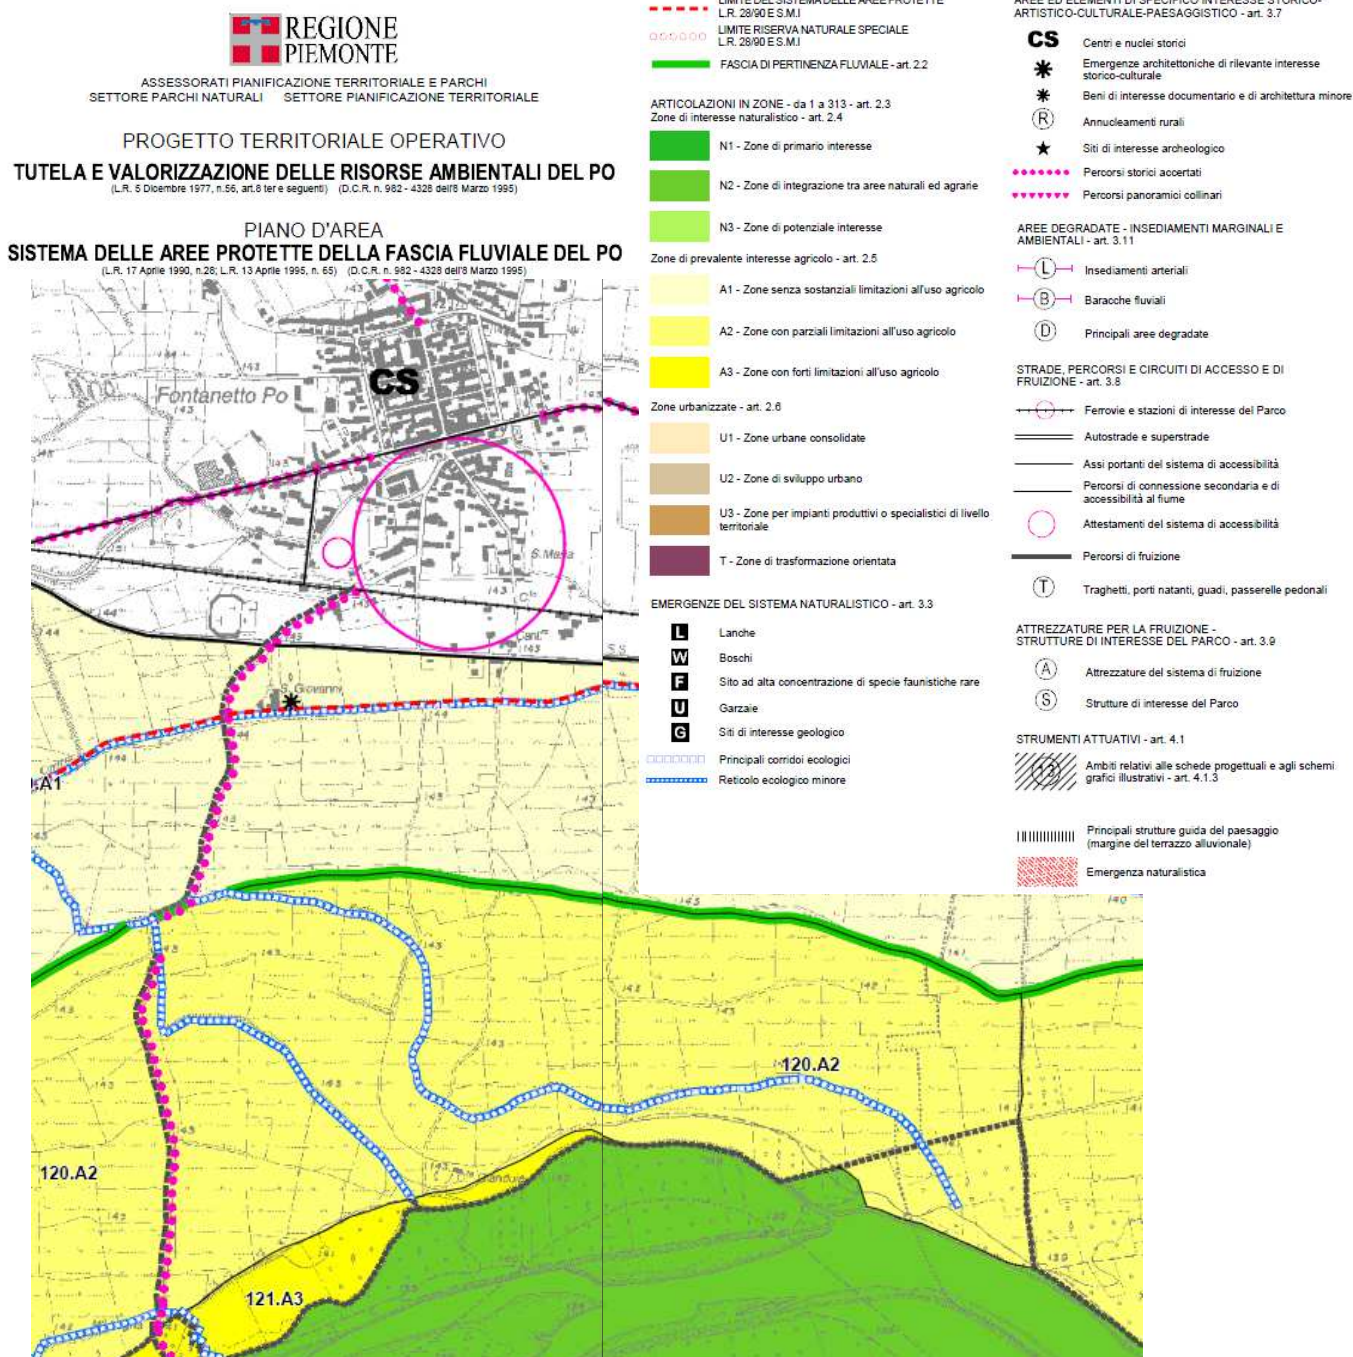 REGIONE
PIEMONTE
ASSESSORATI PIANIFICAZIONE TERRITORIALE E PARCHI
SETTORE PARCHI NATURALI SETTORE PIANIFICAZIONE TERRITORIALE
PROGETTO TERRITORIALE OPERATIVO
TUTELA E VALORIZZAZIONE DELLE RISORSE AMBIENTALI DEL PO
(L.R. 5 Dicembre 1977, n.56, art.8 ter e seguenti) (D.C.R. n. 982 - 4328 dell'8 Marzo 1995)
PIANO D'AREA
SISTEMA DELLE AREE PROTETTE DELLA FASCIA FLUVIALE DEL PO
(L.R. 17 Aprile 1990, n.28; L.R. 13 Aprile 1995, n. 65) (D.C.R. n. 982 - 4328 dell'8 Marzo 1995)
LIMITE DEL SISTEMA DELLE AREE PROTETTE
L.R. 28/90 E S.M.I
LIMITE RISERVA NATURALE SPECIALE
L.R. 28/90 E S.M.I
FASCIA DI PERTINENZA FLUVIALE - art. 2.2
ARTICOLAZIONI IN ZONE - da 1 a 313 - art. 2.3
Zone di interesse naturalistico - art. 2.4
N1 - Zone di primario interesse
N2 - Zone di integrazione tra aree naturali ed agrarie
N3 - Zone di potenziale interesse
Zone di prevalente interesse agricolo - art. 2.5
A1 - Zone senza sostanziali limitazioni all'uso agricolo
A2 - Zone con parziali limitazioni all'uso agricolo
A3 - Zone con forti limitazioni all'uso agricolo
Zone urbanizzate - art. 2.6
U1 - Zone urbane consolidate
U2 - Zone di sviluppo urbano
U3 - Zone per impianti produttivi o specialistici di livello
territoriale
T - Zone di trasformazione orientata
EMERGENZE DEL SISTEMA NATURALISTICO - art. 3.3
L Lanche
W Boschi
F Sito ad alta concentrazione di specie faunistiche rare
U Garzaie
G Siti di interesse geologico
Principali corridoi ecologici
Reticolo ecologico minore
AREE ED ELEMENTI DI SPECIFICO INTERESSE STORICO-
ARTISTICO-CULTURALE-PAESAGGISTICO - art. 3.7
CS Centri e nuclei storici
Emergenze architettoniche di rilevante interesse
storico-culturale
Beni di interesse documentario e di architettura minore
R Annucleamenti rurali
Siti di interesse archeologico
Percorsi storici accertati
Percorsi panoramici collinari
AREE DEGRADATE - INSEDIAMENTI MARGINALI E
AMBIENTALI - art. 3.11
L Insediamenti arteriali
B Baracche fluviali
D Principali aree degradate
STRADE, PERCORSI E CIRCUITI DI ACCESSO E DI
FRUIZIONE - art. 3.8
Ferrovie e stazioni di interesse del Parco
Autostrade e superstrade
Assi portanti del sistema di accessibilità
Percorsi di connessione secondaria e di
accessibilità al fiume
Attestamenti del sistema di accessibilità
Percorsi di fruizione
T Traghetti, porti natanti, guadi, passerelle pedonali
ATTREZZATURE PER LA FRUIZIONE -
STRUTTURE DI INTERESSE DEL PARCO - art. 3.9
A Attrezzature del sistema di fruizione
S Strutture di interesse del Parco
STRUMENTI ATTUATIVI - art. 4.1
13 Ambiti relativi alle schede progettuali e agli schemi
grafici illustrativi - art. 4.1.3
Principali strutture guida del paesaggio
(margine del terrazzo alluvionale)
Emergenza naturalistica
CS
Fontanetto Po
S. Maria
S. Giovanni
S.S.
.A1
120.A2
120.A2
121.A3